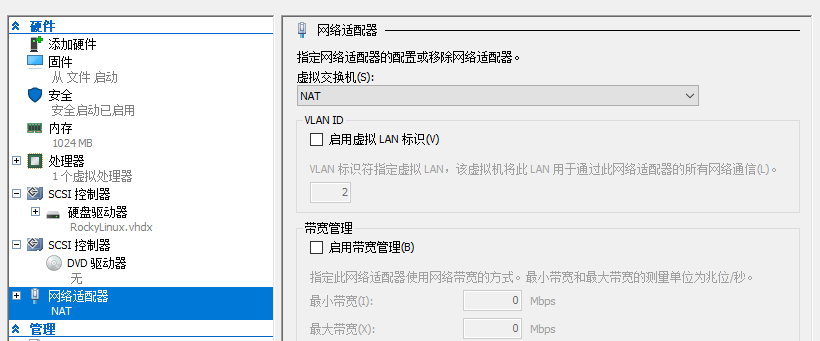 硬件
添加硬件
固件
从 文件 启动
安全
安全启动已启用
内存
1024 MB
处理器
1 个虚拟处理器
SCSI 控制器
硬盘驱动器
RockyLinux.vhdx
SCSI 控制器
DVD 驱动器
无
网络适配器
NAT
管理
网络适配器
指定网络适配器的配置或移除网络适配器。
虚拟交换机(S):
NAT
VLAN ID
启用虚拟 LAN 标识(V)
VLAN 标识符指定虚拟 LAN，该虚拟机将此 LAN 用于通过此网络适配器的所有网络通信(L)。
2
带宽管理
启用带宽管理(B)
指定此网络适配器使用网络带宽的方式。最小带宽和最大带宽的测量单位为兆位/秒。
最小带宽(I): 0 Mbps
最大带宽(X): 0 Mbps